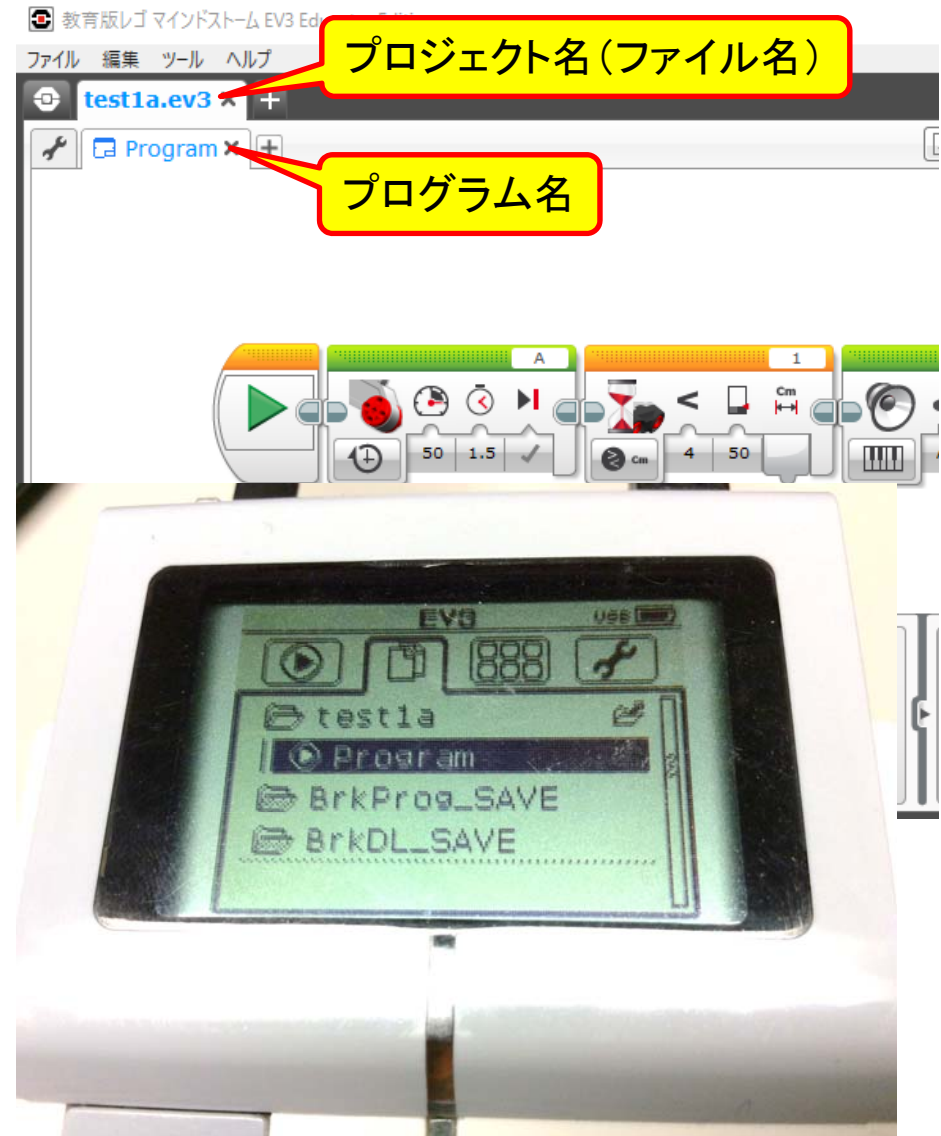 教育版レゴ マインドストーム EV3
プロジェクト名(ファイル名)
ファイル 編集 ツール ヘルプ
test1a.ev3
Program
プログラム名
A
1
Cm
50 1.5
Cm 4 50
EV3 USB
888
test1a
Program
BrkProg_SAVE
BrkDL_SAVE